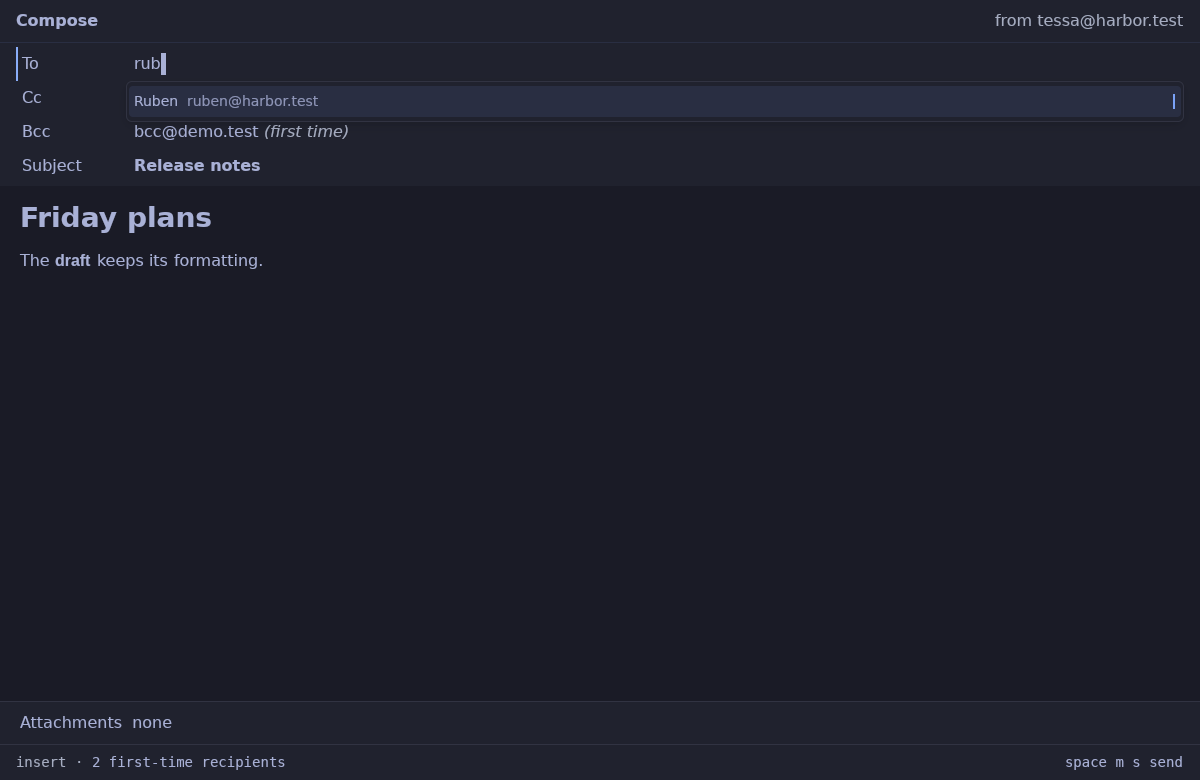 Compose
from tessa@harbor.test
To rub
Cc
Ruben ruben@harbor.test
Bcc bcc@demo.test (first time)
Subject Release notes
Friday plans
The draft keeps its formatting.
Attachments none
insert · 2 first-time recipients
space m s send